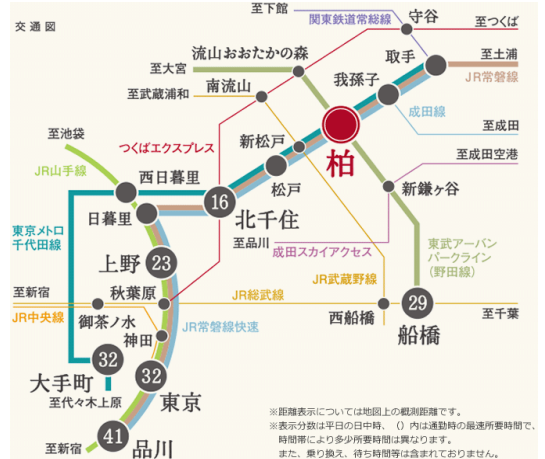 交通図
至下館
関東鉄道常総線
守谷
至つくば
流山おおたかの森
取手
至土浦
至大宮
我孫子
JR常磐線
南流山
至武蔵浦和
成田線
至池袋
つくばエクスプレス
新松戸
至成田
柏
JR山手線
西日暮里
松戸
至成田空港
16
北千住
新鎌ヶ谷
日暮里
東京メトロ
千代田線
至品川
成田スカイアクセス
東武アーバン
パークライン
(野田線)
上野
23
JR武蔵野線
至新宿
秋葉原
JR総武線
29
JR中央線
御茶ノ水
JR常磐線快速
西船橋
船橋
至千葉
神田
32
大手町
32
至代々木上原
東京
41
品川
至新宿
※距離表示については地図上の概測距離です。
※表示分数は平日の日中時、()内は通勤時の最速所要時間で、
時間帯により多少所要時間は異なります。
また、乗り換え、待ち時間等は含まれておりません。